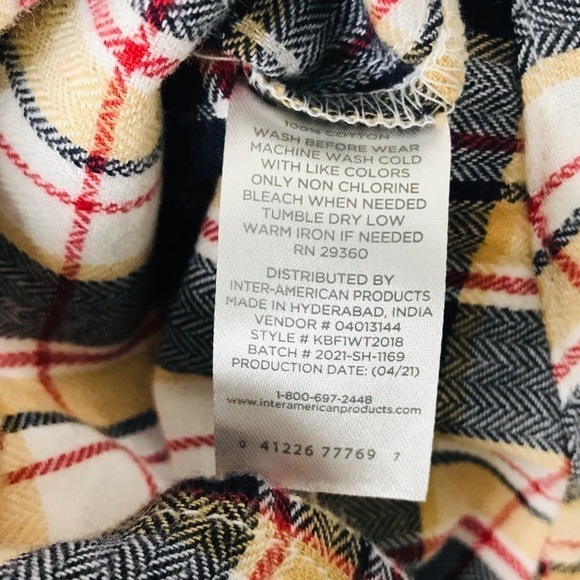 100% COTTON
WASH BEFORE WEAR
MACHINE WASH COLD
WITH LIKE COLORS
ONLY NON CHLORINE
BLEACH WHEN NEEDED
TUMBLE DRY LOW
WARM IRON IF NEEDED
RN 29360
DISTRIBUTED BY
INTER-AMERICAN PRODUCTS
MADE IN HYDERABAD, INDIA
VENDOR # 04013144
STYLE # KBF1WT2018
BATCH # 2021-SH-1169
PRODUCTION DATE: (04/21)
1-800-697-2448
www.interamericanproducts.com
0 41226 77769 7